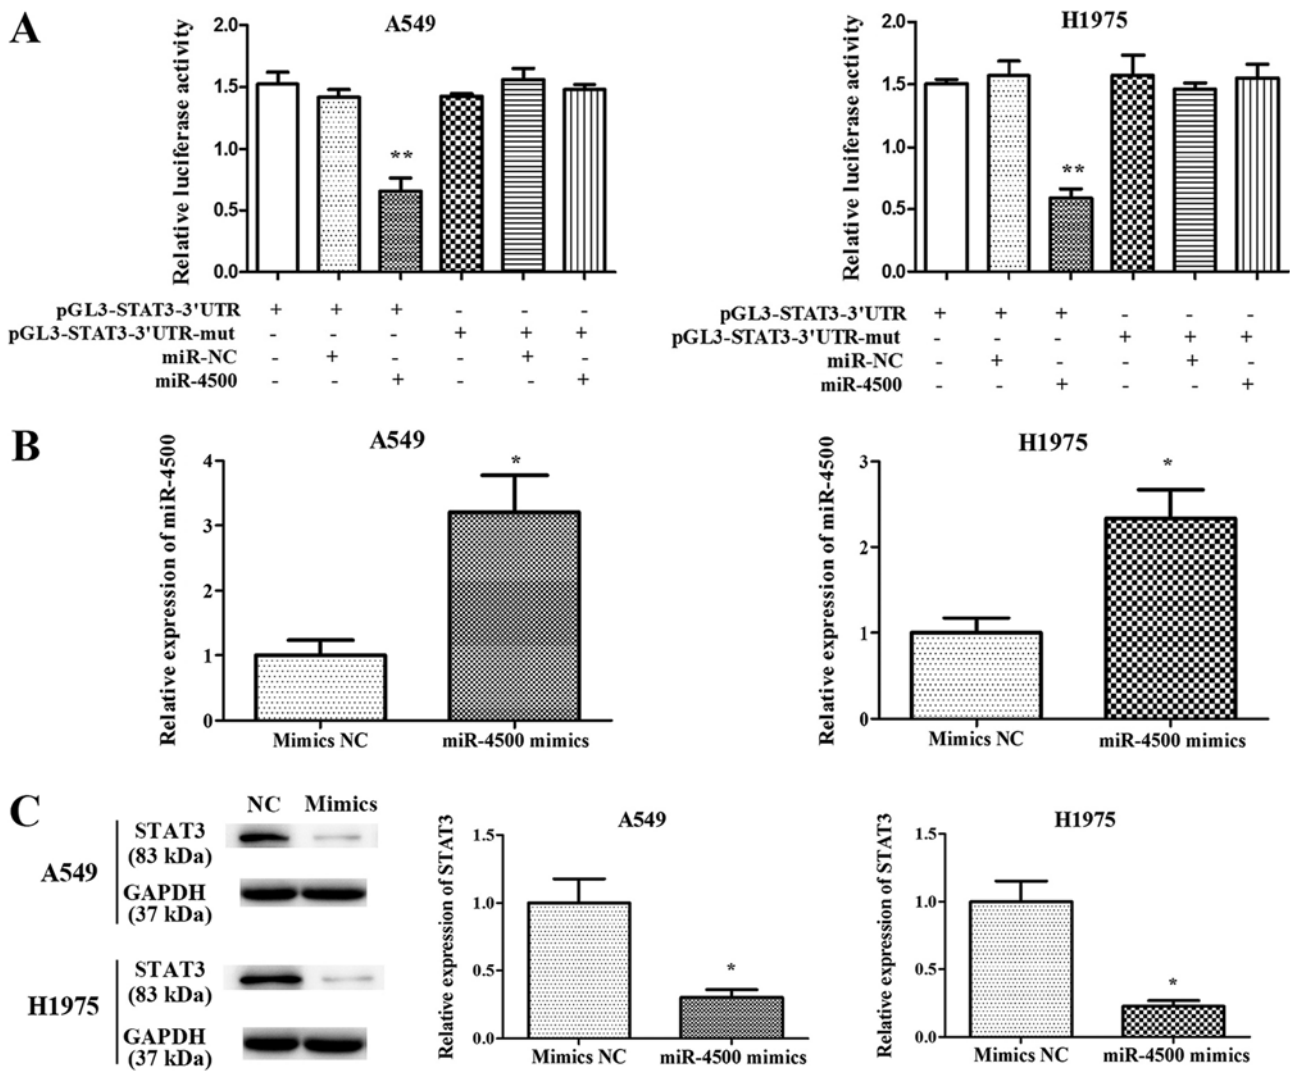 A
A549
Relative luciferase activity
2.0
1.5
1.0
0.5
0.0
**
pGL3-STAT3-3'UTR + + + - - -
pGL3-STAT3-3'UTR-mut - - - + + +
miR-NC - + - - + -
miR-4500 - - + - - +
H1975
Relative luciferase activity
2.0
1.5
1.0
0.5
0.0
**
pGL3-STAT3-3'UTR + + + - - -
pGL3-STAT3-3'UTR-mut - - - + + +
miR-NC - + - - + -
miR-4500 - - + - - +
B
A549
Relative expression of miR-4500
4
3
2
1
0
*
Mimics NC miR-4500 mimics
H1975
Relative expression of miR-4500
3
2
1
0
*
Mimics NC miR-4500 mimics
C
NC Mimics
A549
STAT3
(83 kDa)
GAPDH
(37 kDa)
H1975
STAT3
(83 kDa)
GAPDH
(37 kDa)
A549
Relative expression of STAT3
1.5
1.0
0.5
0.0
*
Mimics NC miR-4500 mimics
H1975
Relative expression of STAT3
1.5
1.0
0.5
0.0
*
Mimics NC miR-4500 mimics